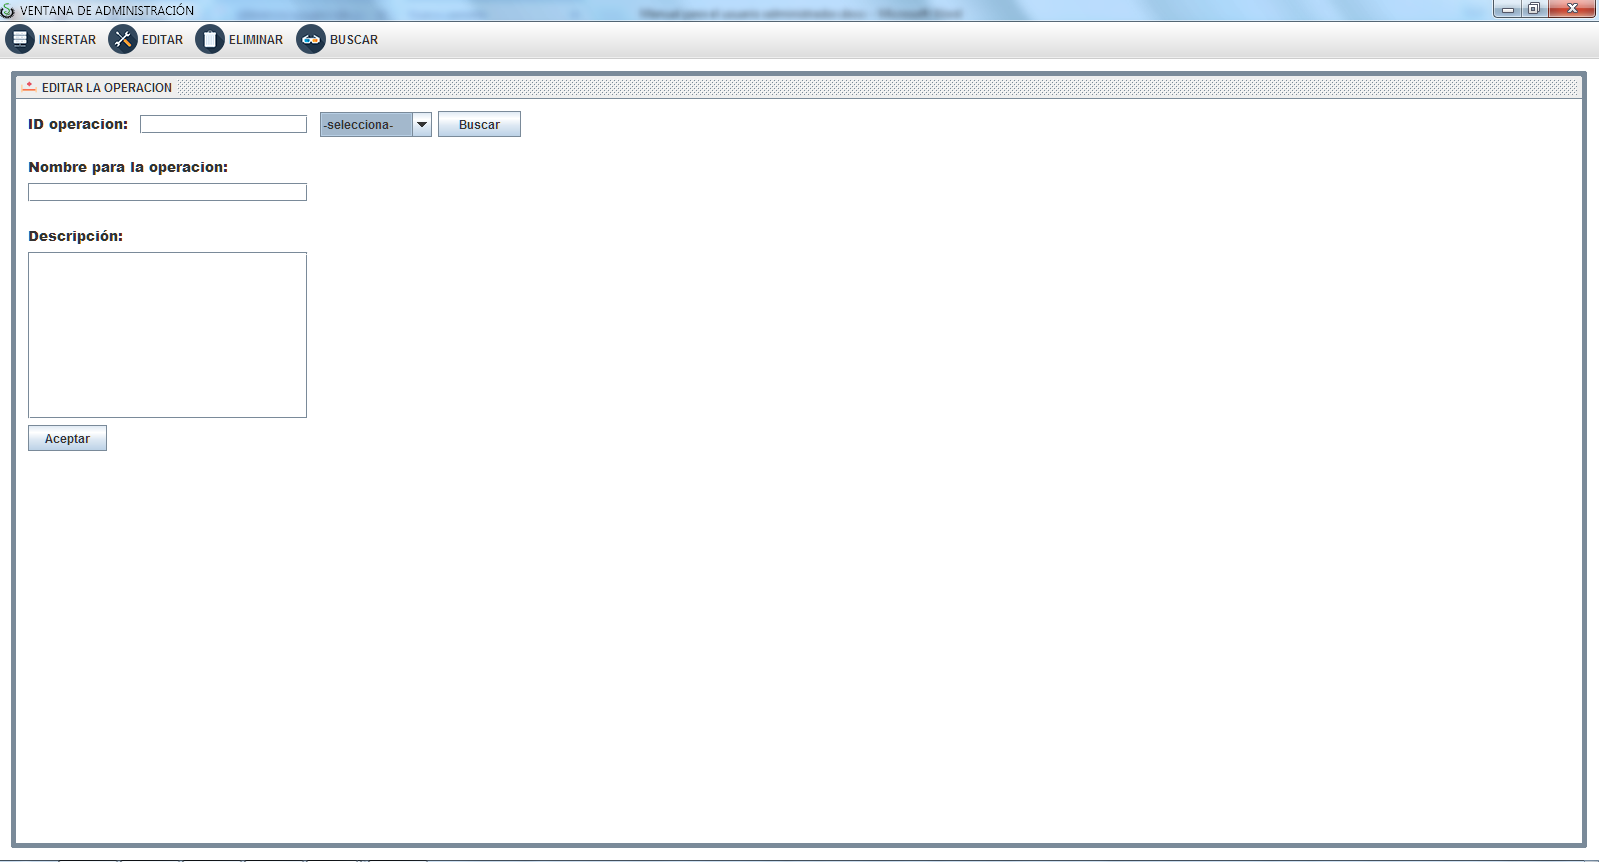 VENTANA DE ADMINISTRACIÓN
INSERTAR EDITAR ELIMINAR BUSCAR
EDITAR LA OPERACION
ID operacion: -selecciona- Buscar
Nombre para la operacion:
Descripción:
Aceptar